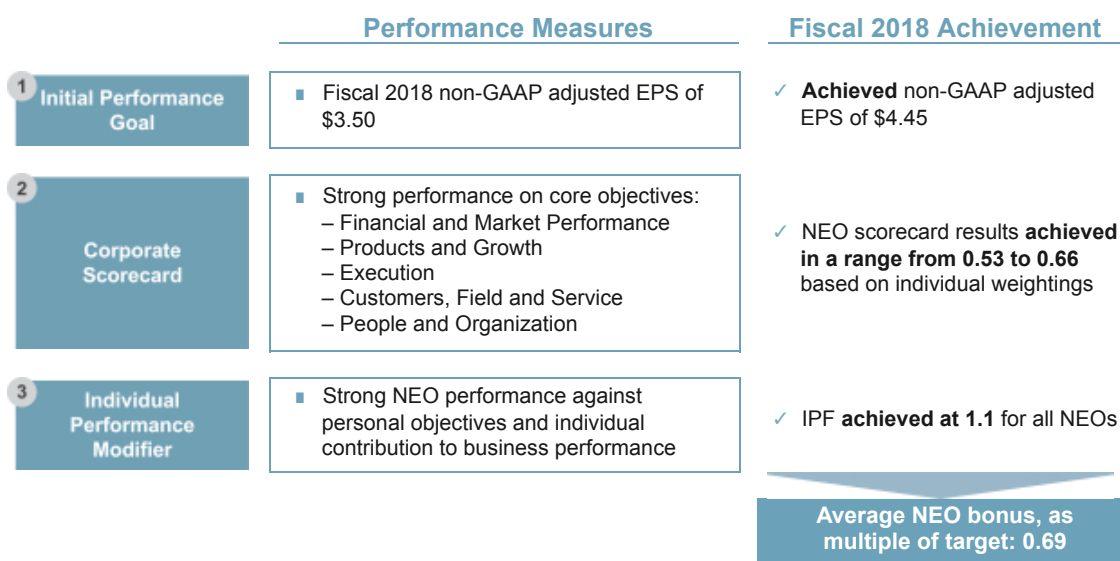 Performance Measures
Fiscal 2018 Achievement
1
Initial Performance
Goal
■ Fiscal 2018 non-GAAP adjusted EPS of
$3.50
✓ Achieved non-GAAP adjusted
EPS of $4.45
2
Corporate
Scorecard
■ Strong performance on core objectives:
– Financial and Market Performance
– Products and Growth
– Execution
– Customers, Field and Service
– People and Organization
✓ NEO scorecard results achieved
in a range from 0.53 to 0.66
based on individual weightings
3
Individual
Performance
Modifier
■ Strong NEO performance against
personal objectives and individual
contribution to business performance
✓ IPF achieved at 1.1 for all NEOs
Average NEO bonus, as
multiple of target: 0.69